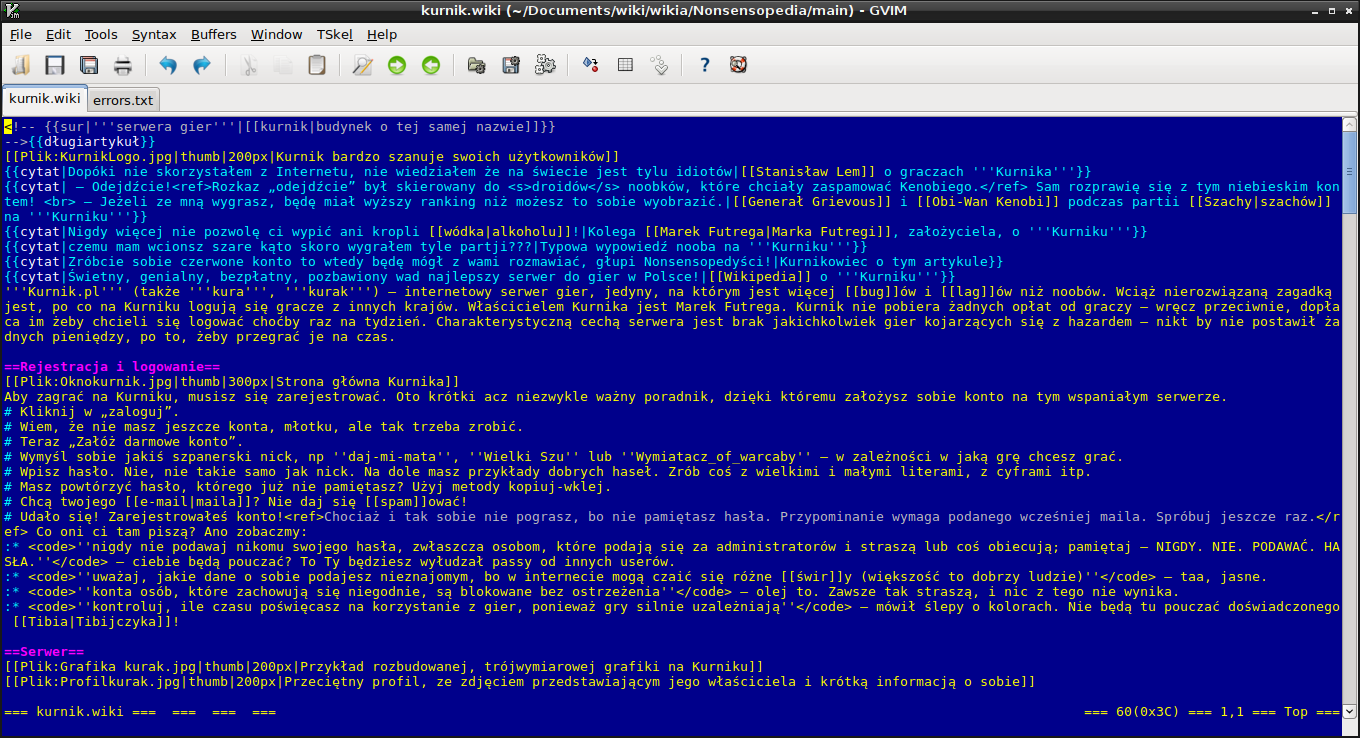 kurnik.wiki (~/Documents/wiki/wikia/Nonsensopedia/main) - GVIM
File Edit Tools Syntax Buffers Window TSkel Help
kurnik.wiki errors.txt
<!-- {{sur|'''serwera gier'''|[[kurnik|budynek o tej samej nazwie]]}}
-->{{długiartykuł}}
[[Plik:KurnikLogo.jpg|thumb|200px|Kurnik bardzo szanuje swoich użytkowników]]
{{cytat|Dopóki nie skorzystałem z Internetu, nie wiedziałem że na świecie jest tylu idiotów|[[Stanisław Lem]] o graczach '''Kurnika'''}}
{{cytat| – Odejdźcie!<ref>Rozkaz „odejdźcie” był skierowany do <s>droidów</s> noobków, które chciały zaspamować Kenobiego.</ref> Sam rozprawię się z tym niebieskim kon
tem! <br> – Jeżeli ze mną wygrasz, będę miał wyższy ranking niż możesz to sobie wyobrazić.|[[Generał Grievous]] i [[Obi-Wan Kenobi]] podczas partii [[Szachy|szachów]]
na '''Kurniku'''}}
{{cytat|Nigdy więcej nie pozwolę ci wypić ani kropli [[wódka|alkoholu]]!|Kolega [[Marek Futrega|Marka Futregi]], założyciela, o '''Kurniku'''}}
{{cytat|czemu mam wcionsz szare kąto skoro wygrałem tyle partji???|Typowa wypowiedź nooba na '''Kurniku'''}}
{{cytat|Zróbcie sobie czerwone konto to wtedy będę mógł z wami rozmawiać, głupi Nonsensopedyści!|Kurnikowiec o tym artykule}}
{{cytat|Świetny, genialny, bezpłatny, pozbawiony wad najlepszy serwer do gier w Polsce!|[[Wikipedia]] o '''Kurniku'''}}
'''Kurnik.pl''' (także '''kura''', '''kurak''') – internetowy serwer gier, jedyny, na którym jest więcej [[bug]]ów i [[lag]]ów niż noobów. Wciąż nierozwiązaną zagadką
jest, po co na Kurniku logują się gracze z innych krajów. Właścicielem Kurnika jest Marek Futrega. Kurnik nie pobiera żadnych opłat od graczy – wręcz przeciwnie, dopła
ca im żeby chcieli się logować choćby raz na tydzień. Charakterystyczną cechą serwera jest brak jakichkolwiek gier kojarzących się z hazardem – nikt by nie postawił ża
dnych pieniędzy, po to, żeby przegrać je na czas.
==Rejestracja i logowanie==
[[Plik:Oknokurnik.jpg|thumb|300px|Strona główna Kurnika]]
Aby zagrać na Kurniku, musisz się zarejestrować. Oto krótki acz niezwykle ważny poradnik, dzięki któremu założysz sobie konto na tym wspaniałym serwerze.
# Kliknij w „zaloguj”.
# Wiem, że nie masz jeszcze konta, młotku, ale tak trzeba zrobić.
# Teraz „Załóż darmowe konto”.
# Wymyśl sobie jakiś szpanerski nick, np ''daj-mi-mata'', ''Wielki Szu'' lub ''Wymiatacz_of_warcaby'' – w zależności w jaką grę chcesz grać.
# Wpisz hasło. Nie, nie takie samo jak nick. Na dole masz przykłady dobrych haseł. Zrób coś z wielkimi i małymi literami, z cyframi itp.
# Masz powtórzyć hasło, którego już nie pamiętasz? Użyj metody kopiuj-wklej.
# Chcą twojego [[e-mail|maila]]? Nie daj się [[spam]]ować!
# Udało się! Zarejestrowałeś konto!<ref>Chociaż i tak sobie nie pograsz, bo nie pamiętasz hasła. Przypominanie wymaga podanego wcześniej maila. Spróbuj jeszcze raz.</r
ef> Co oni ci tam piszą? Ano zobaczmy:
:* <code>''nigdy nie podawaj nikomu swojego hasła, zwłaszcza osobom, które podają się za administratorów i straszą lub coś obiecują; pamiętaj – NIGDY. NIE. PODAWAĆ. HA
SŁA.''</code> – ciebie będą pouczać? To Ty będziesz wyłudzał passy od innych userów.
:* <code>''uważaj, jakie dane o sobie podajesz nieznajomym, bo w internecie mogą czaić się różne [[świr]]y (większość to dobrzy ludzie)''</code> – taa, jasne.
:* <code>''konta osób, które zachowują się niegodnie, są blokowane bez ostrzeżenia''</code> – olej to. Zawsze tak straszą, i nic z tego nie wynika.
:* <code>''kontroluj, ile czasu poświęcasz na korzystanie z gier, ponieważ gry silnie uzależniają''</code> – mówił ślepy o kolorach. Nie będą tu pouczać doświadczonego
[[Tibia|Tibijczyka]]!
==Serwer==
[[Plik:Grafika kurak.jpg|thumb|200px|Przykład rozbudowanej, trójwymiarowej grafiki na Kurniku]]
[[Plik:Profilkurak.jpg|thumb|200px|Przeciętny profil, ze zdjęciem przedstawiającym jego właściciela i krótką informacją o sobie]]
=== kurnik.wiki === === === === === 60(0x3C) === 1,1 === Top ===